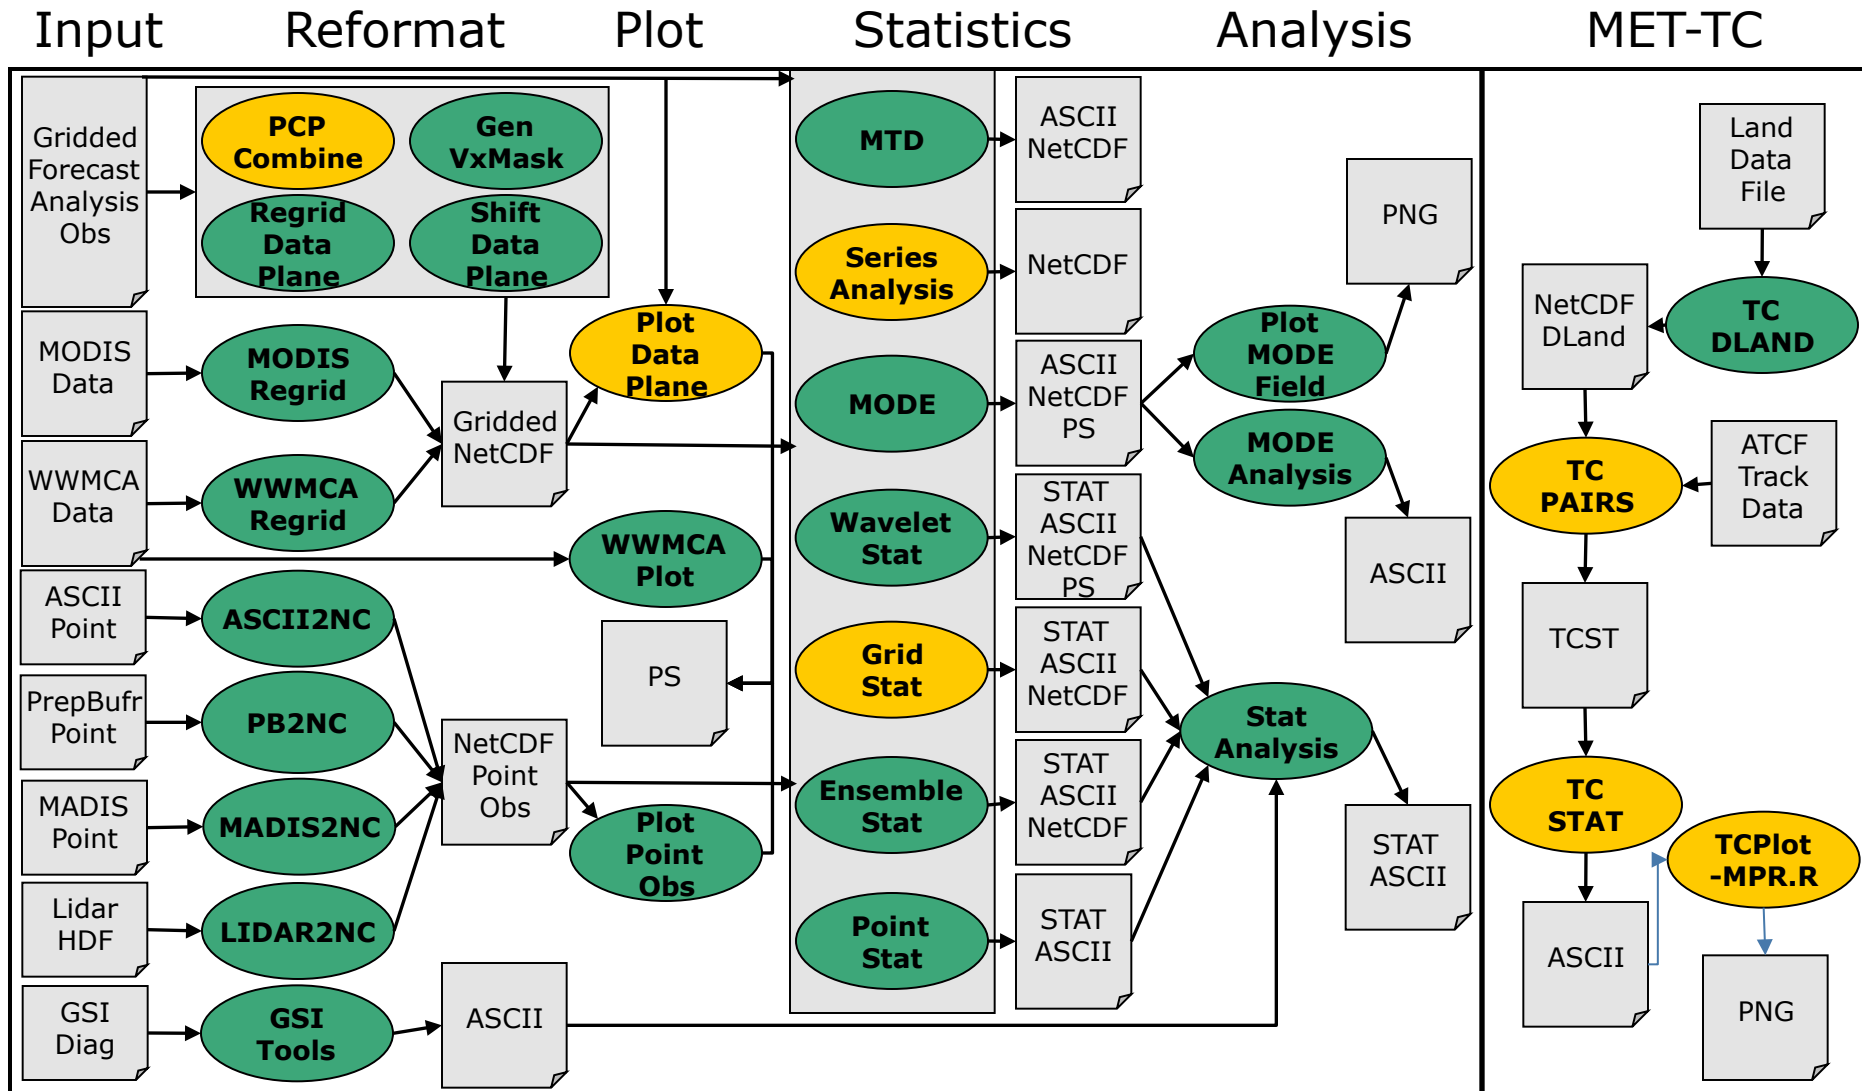 Input
Reformat
Plot
Statistics
Analysis
MET-TC
Gridded
Forecast
Analysis
Obs
MODIS
Data
WWMCA
Data
ASCII
Point
PrepBufr
Point
MADIS
Point
Lidar
HDF
GSI
Diag
PCP
Combine
Gen
VxMask
Regrid
Data
Plane
Shift
Data
Plane
MODIS
Regrid
WWMCA
Regrid
ASCII2NC
PB2NC
MADIS2NC
LIDAR2NC
GSI
Tools
Gridded
NetCDF
NetCDF
Point
Obs
ASCII
Plot
Data
Plane
WWMCA
Plot
PS
Plot
Point
Obs
MTD
Series
Analysis
MODE
Wavelet
Stat
Grid
Stat
Ensemble
Stat
Point
Stat
ASCII
NetCDF
NetCDF
ASCII
NetCDF
PS
STAT
ASCII
NetCDF
PS
STAT
ASCII
NetCDF
STAT
ASCII
NetCDF
STAT
ASCII
Plot
MODE
Field
MODE
Analysis
Stat
Analysis
PNG
ASCII
STAT
ASCII
Land
Data
File
NetCDF
DLand
TC
DLAND
TC
PAIRS
ATCF
Track
Data
TCST
TC
STAT
TCPlot
-MPR.R
ASCII
PNG